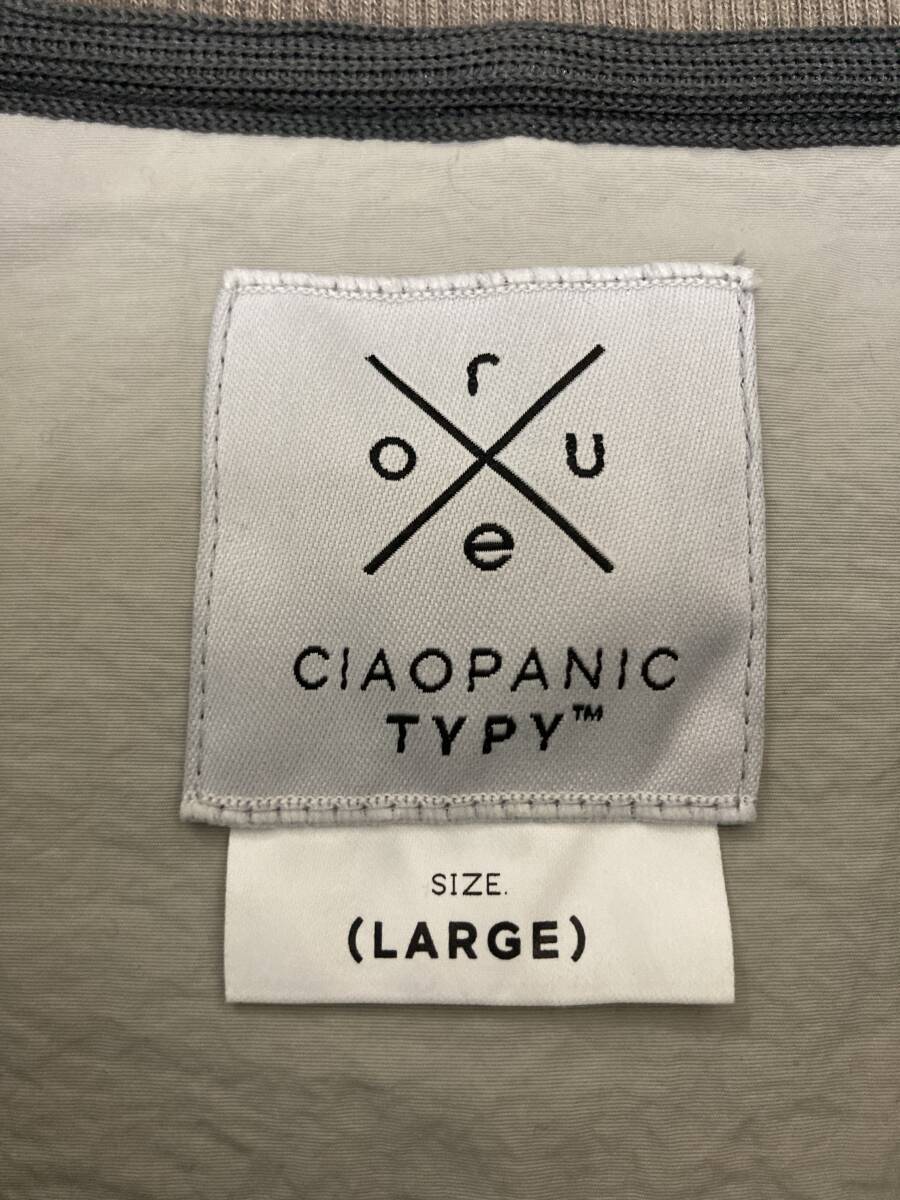 r
o u
e
CIAOPANIC
TYPY™
SIZE.
(LARGE)